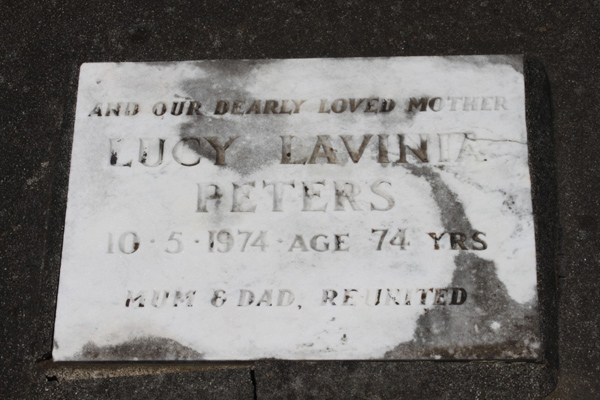 AND OUR DEARLY LOVED MOTHER
LUCY LAVINIA
PETERS
10·5·1974·AGE 74 YRS
MUM & DAD, REUNITED